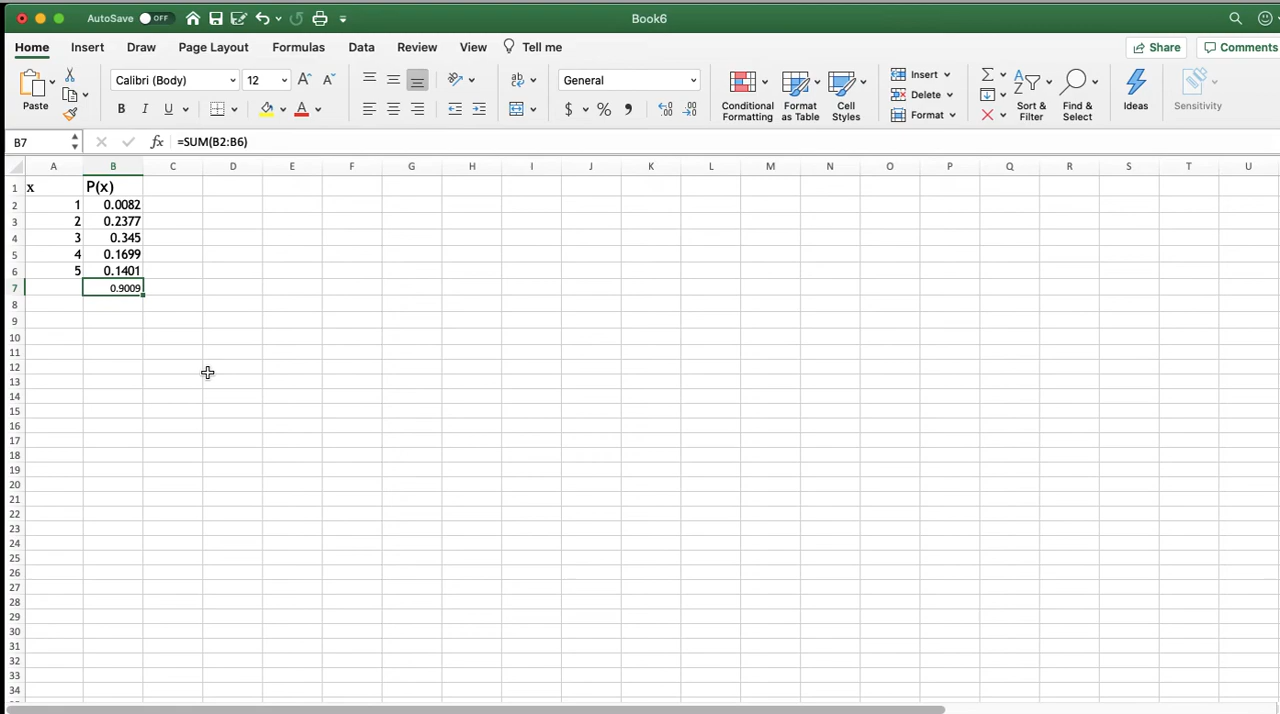 AutoSave OFF Book6
Home Insert Draw Page Layout Formulas Data Review View Tell me Share Comments
Paste Calibri (Body) 12 A A B I U A ab General $ % , Conditional Formatting Format as Table Cell Styles Insert Delete Format Sort & Filter Find & Select Ideas Sensitivity
B7 fx =SUM(B2:B6)
A B C D E F G H I J K L M N O P Q R S T U
1 x P(x)
2 1 0.0082
3 2 0.2377
4 3 0.345
5 4 0.1699
6 5 0.1401
7 0.9009
8
9
10
11
12
13
14
15
16
17
18
19
20
21
22
23
24
25
26
27
28
29
30
31
32
33
34